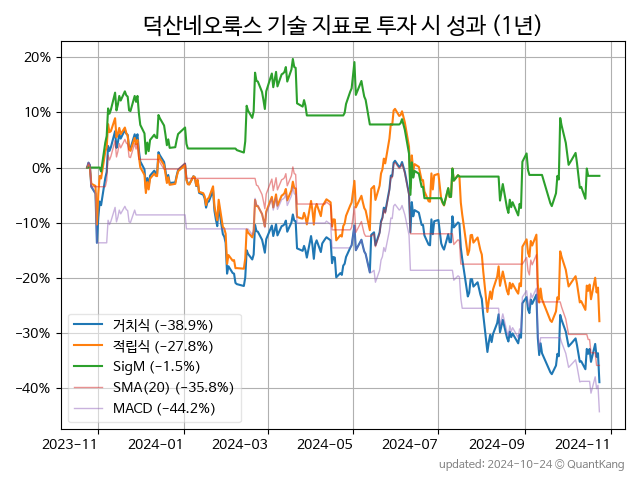 덕산네오룩스 기술 지표로 투자 시 성과 (1년)
20%
10%
0%
−10%
−20%
−30%
−40%
거치식 (−38.9%)
적립식 (−27.8%)
SigM (−1.5%)
SMA(20) (−35.8%)
MACD (−44.2%)
2023-11 2024-01 2024-03 2024-05 2024-07 2024-09 2024-11
updated: 2024-10-24 @ QuantKang